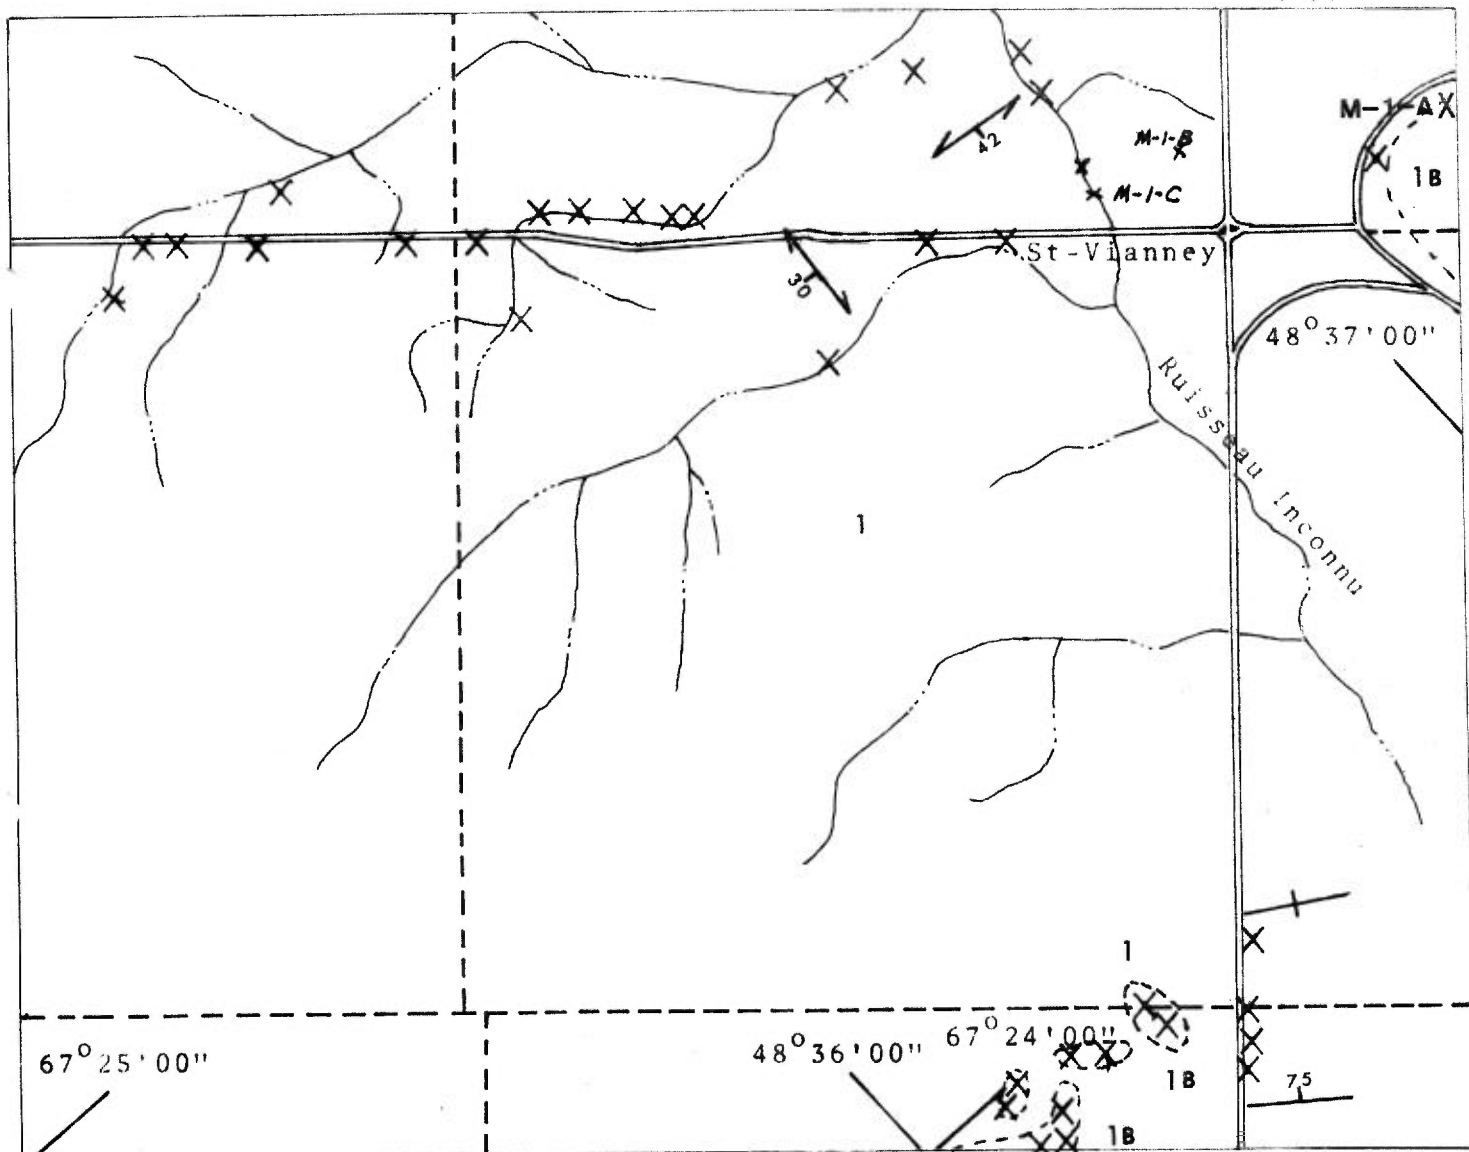 M-1-A
M-1-B
1B
42
M-1-C
St-Vianney
30
48°37'00"
Ruisseau Inconnu
1
1
67°24'00"
48°36'00"
67°25'00"
1B
75
1B